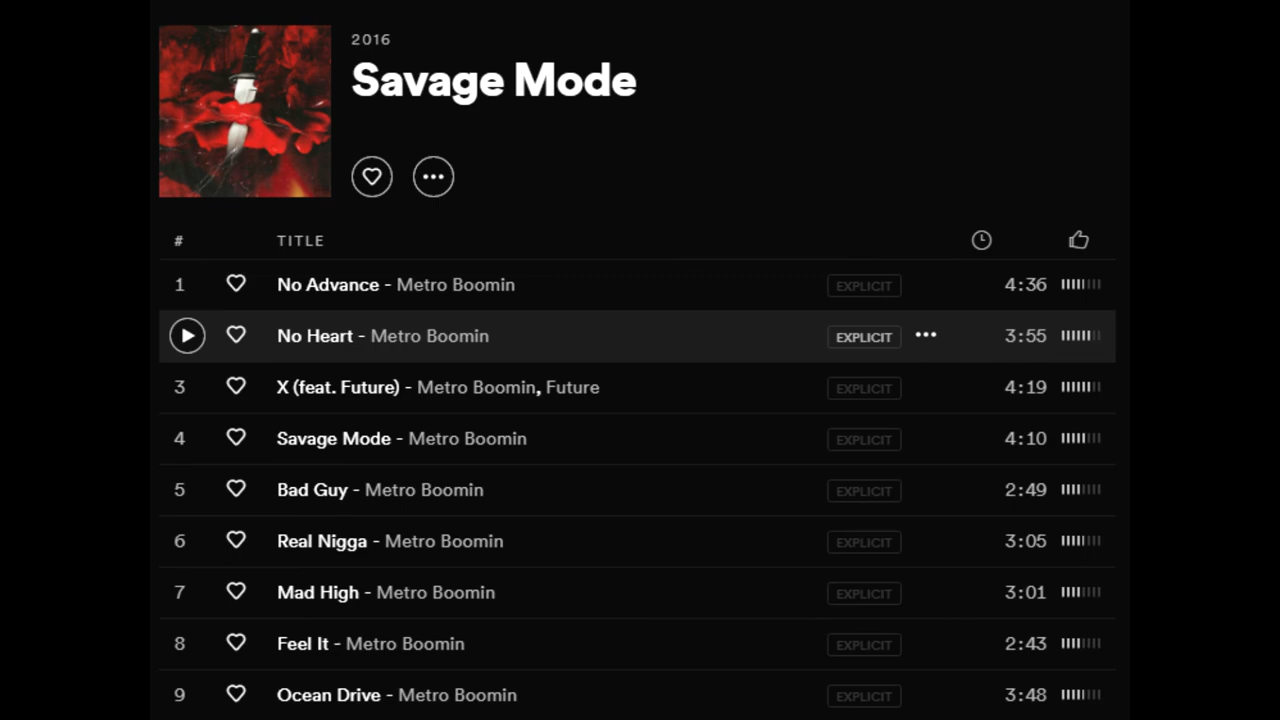 2016
Savage Mode
# TITLE
1 No Advance - Metro Boomin EXPLICIT 4:36
No Heart - Metro Boomin EXPLICIT 3:55
3 X (feat. Future) - Metro Boomin, Future EXPLICIT 4:19
4 Savage Mode - Metro Boomin EXPLICIT 4:10
5 Bad Guy - Metro Boomin EXPLICIT 2:49
6 Real Nigga - Metro Boomin EXPLICIT 3:05
7 Mad High - Metro Boomin EXPLICIT 3:01
8 Feel It - Metro Boomin EXPLICIT 2:43
9 Ocean Drive - Metro Boomin EXPLICIT 3:48